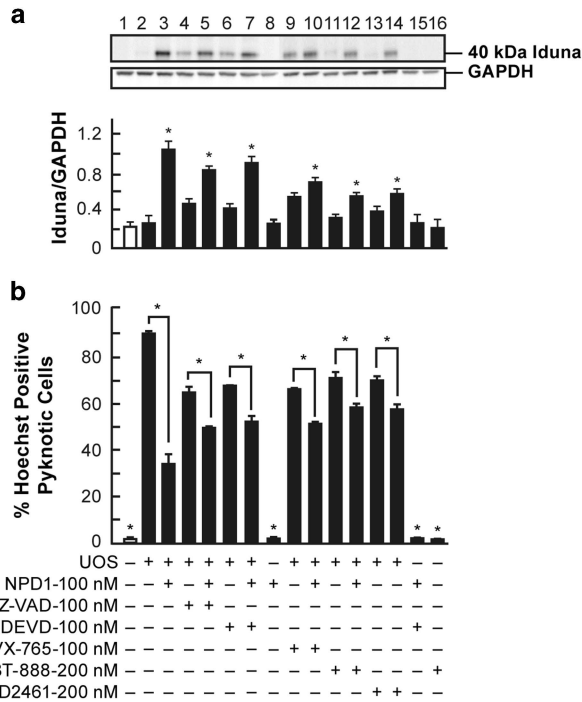 a
1 2 3 4 5 6 7 8 9 10 11 12 13 14 15 16
40 kDa Iduna
GAPDH
Iduna/GAPDH
1.2
0.8
0.4
0
* * * * * *
b
% Hoechst Positive
Pyknotic Cells
100
80
60
40
20
0
* * * * * * * * * *
UOS – + + + + + + – + + + + + + – –
NPD1-100 nM – – + – + – + + – + – + – + + –
Z-VAD-100 nM – – – + + – – – – – – – – – – –
DEVD-100 nM – – – – – + + – – – – – – – + –
VX-765-100 nM – – – – – – – – + + – – – – – –
BT-888-200 nM – – – – – – – – – – + + – – – +
D2461-200 nM – – – – – – – – – – – – + + – –